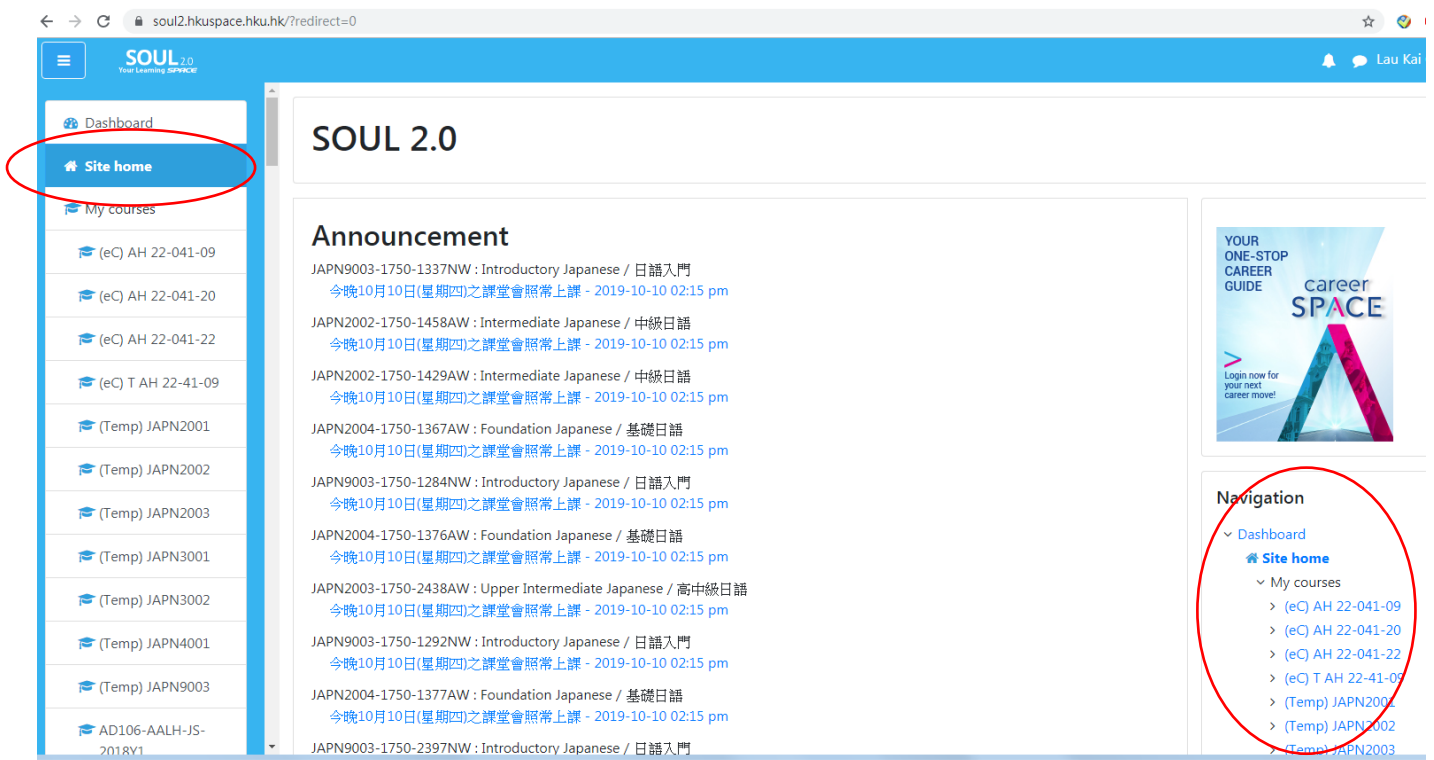 soul2.hkuspace.hku.hk/?redirect=0
SOUL 2.0
Your Learning SPACE
Lau Kai
Dashboard
Site home
My courses
(eC) AH 22-041-09
(eC) AH 22-041-20
(eC) AH 22-041-22
(eC) T AH 22-41-09
(Temp) JAPN2001
(Temp) JAPN2002
(Temp) JAPN2003
(Temp) JAPN3001
(Temp) JAPN3002
(Temp) JAPN4001
(Temp) JAPN9003
AD106-AALH-JS-
2018Y1
SOUL 2.0
Announcement
JAPN9003-1750-1337NW : Introductory Japanese / 日語入門
今晚10月10日(星期四)之課堂會照常上課 - 2019-10-10 02:15 pm
JAPN2002-1750-1458AW : Intermediate Japanese / 中級日語
今晚10月10日(星期四)之課堂會照常上課 - 2019-10-10 02:15 pm
JAPN2002-1750-1429AW : Intermediate Japanese / 中級日語
今晚10月10日(星期四)之課堂會照常上課 - 2019-10-10 02:15 pm
JAPN2004-1750-1367AW : Foundation Japanese / 基礎日語
今晚10月10日(星期四)之課堂會照常上課 - 2019-10-10 02:15 pm
JAPN9003-1750-1284NW : Introductory Japanese / 日語入門
今晚10月10日(星期四)之課堂會照常上課 - 2019-10-10 02:15 pm
JAPN2004-1750-1376AW : Foundation Japanese / 基礎日語
今晚10月10日(星期四)之課堂會照常上課 - 2019-10-10 02:15 pm
JAPN2003-1750-2438AW : Upper Intermediate Japanese / 高中級日語
今晚10月10日(星期四)之課堂會照常上課 - 2019-10-10 02:15 pm
JAPN9003-1750-1292NW : Introductory Japanese / 日語入門
今晚10月10日(星期四)之課堂會照常上課 - 2019-10-10 02:15 pm
JAPN2004-1750-1377AW : Foundation Japanese / 基礎日語
今晚10月10日(星期四)之課堂會照常上課 - 2019-10-10 02:15 pm
JAPN9003-1750-2397NW : Introductory Japanese / 日語入門
YOUR
ONE-STOP
CAREER
GUIDE
career
SPACE
Login now for
your next
career move!
Navigation
Dashboard
Site home
My courses
(eC) AH 22-041-09
(eC) AH 22-041-20
(eC) AH 22-041-22
(eC) T AH 22-41-09
(Temp) JAPN2001
(Temp) JAPN2002
(Temp) JAPN2003